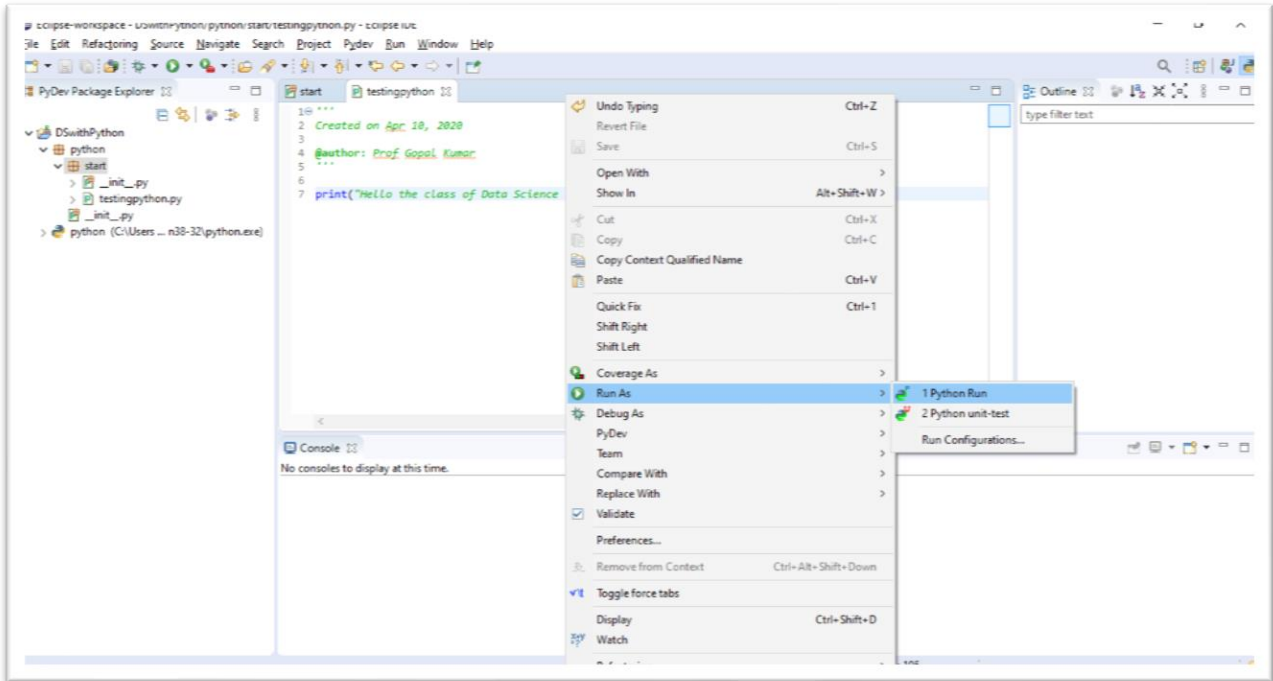 eclipse-workspace - DSwithPython/python/start/testingpython.py - Eclipse IDE
File Edit Refactoring Source Navigate Search Project Pydev Run Window Help
PyDev Package Explorer
DSwithPython
python
start
__init__.py
testingpython.py
__init__.py
python (C:\Users ... n38-32\python.exe)
start testingpython
1 '''
2 Created on Apr 10, 2020
3
4 @author: Prof Gopal Kumar
5 '''
6
7 print("Hello the class of Data Science
Undo Typing Ctrl+Z
Revert File
Save Ctrl+S
Open With
Show In Alt+Shift+W
Cut Ctrl+X
Copy Ctrl+C
Copy Context Qualified Name
Paste Ctrl+V
Quick Fix Ctrl+1
Shift Right
Shift Left
Coverage As
Run As
Debug As
PyDev
Team
Compare With
Replace With
Validate
Preferences...
Remove from Context Ctrl+Alt+Shift+Down
Toggle force tabs
Display Ctrl+Shift+D
Watch
1 Python Run
2 Python unit-test
Run Configurations...
Outline
type filter text
Console
No consoles to display at this time.